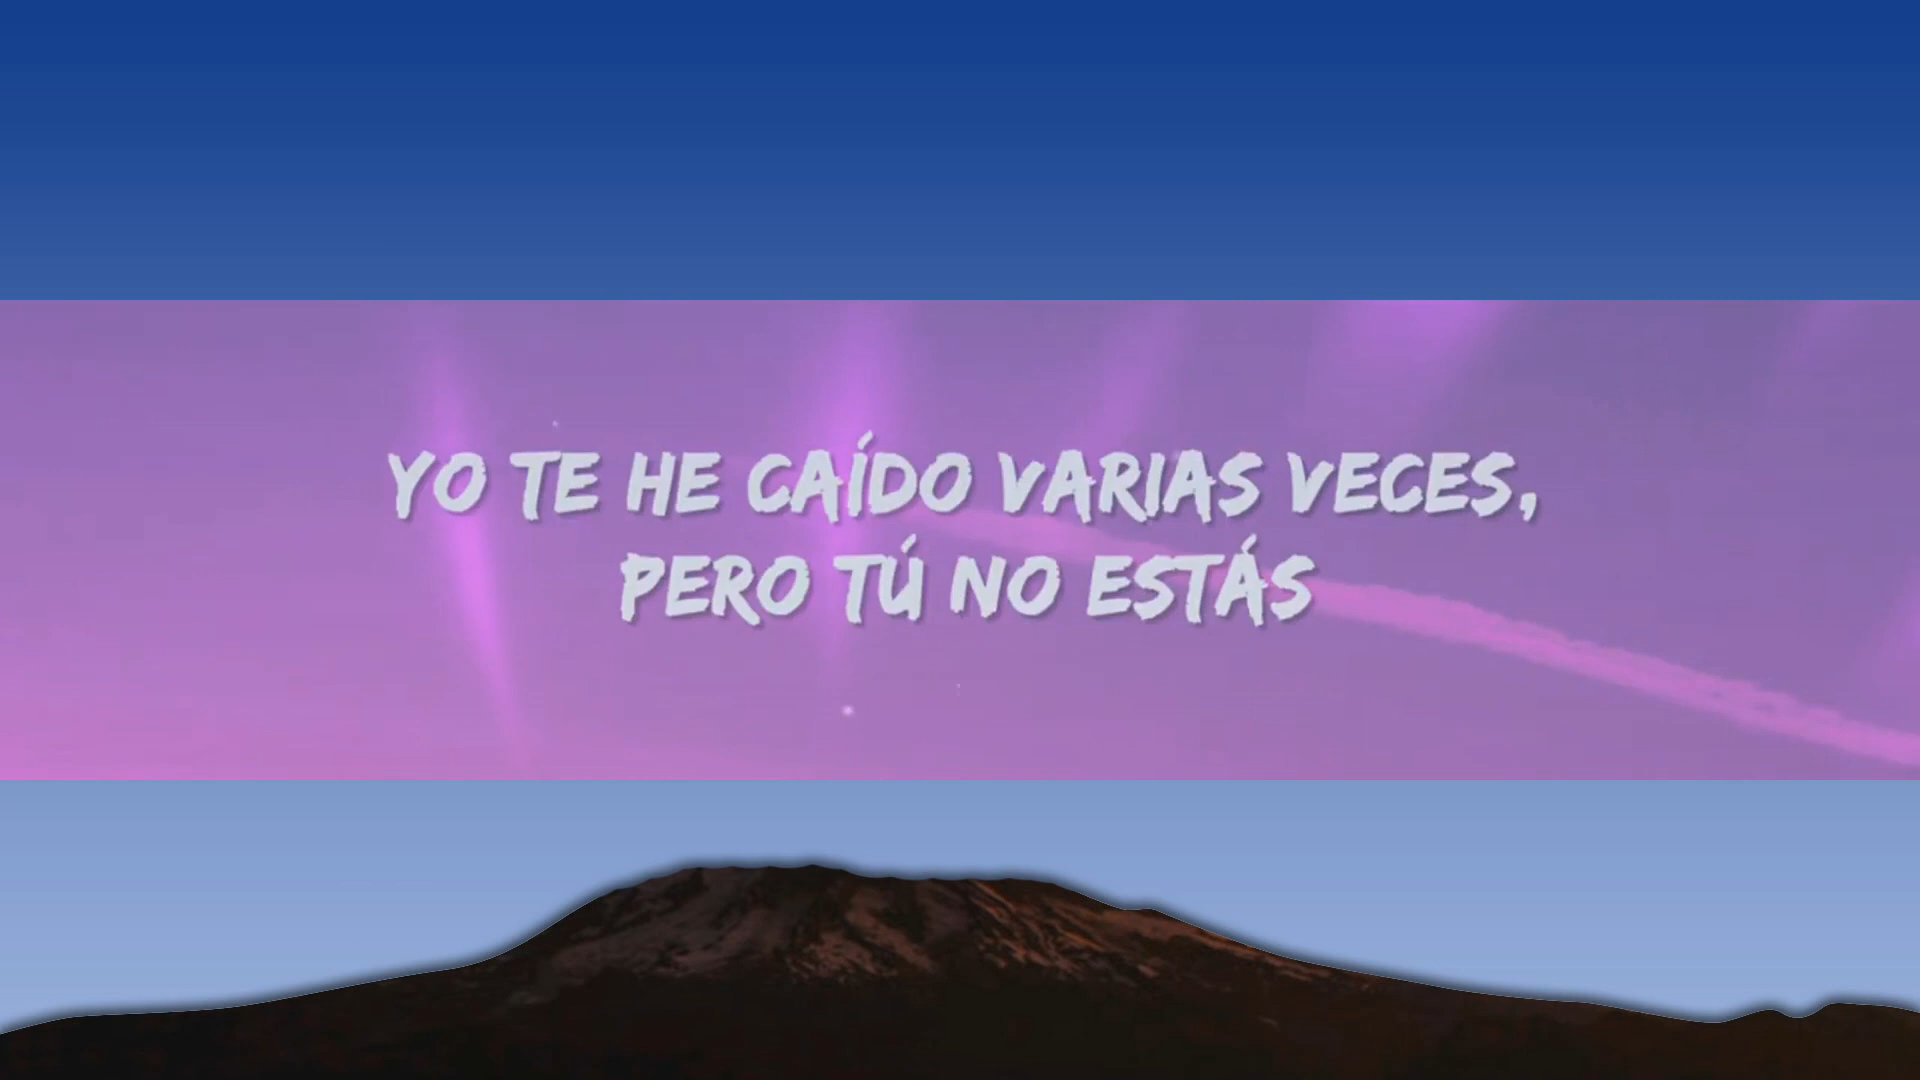 YO TE HE CAÍDO VARIAS VECES,
PERO TÚ NO ESTÁS